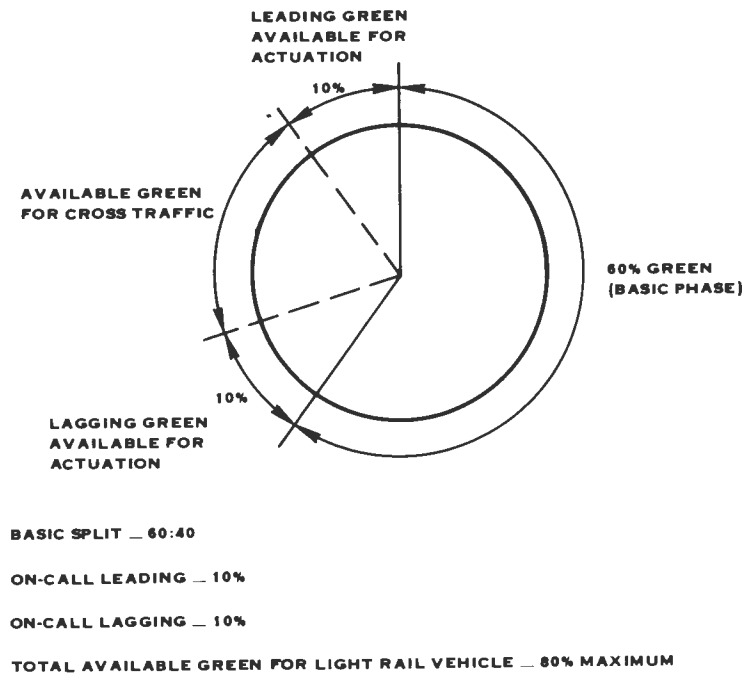 LEADING GREEN
AVAILABLE FOR
ACTUATION
10%
AVAILABLE GREEN
FOR CROSS TRAFFIC
60% GREEN
(BASIC PHASE)
10%
LAGGING GREEN
AVAILABLE FOR
ACTUATION
BASIC SPLIT _ 60:40
ON-CALL LEADING _ 10%
ON-CALL LAGGING _ 10%
TOTAL AVAILABLE GREEN FOR LIGHT RAIL VEHICLE _ 80% MAXIMUM